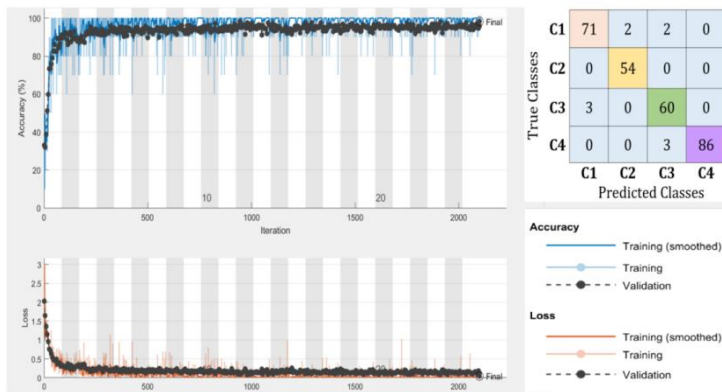 100
80
60
40
20
0
Accuracy (%)
Final
10
20
0
500
1000
1500
2000
Iteration
3
2.5
2
1.5
1
0.5
0
Loss
Final
0
500
1000
1500
2000
True Classes
C1 71 2 2 0
C2 0 54 0 0
C3 3 0 60 0
C4 0 0 3 86
C1 C2 C3 C4
Predicted Classes
Accuracy
Training (smoothed)
Training
Validation
Loss
Training (smoothed)
Training
Validation